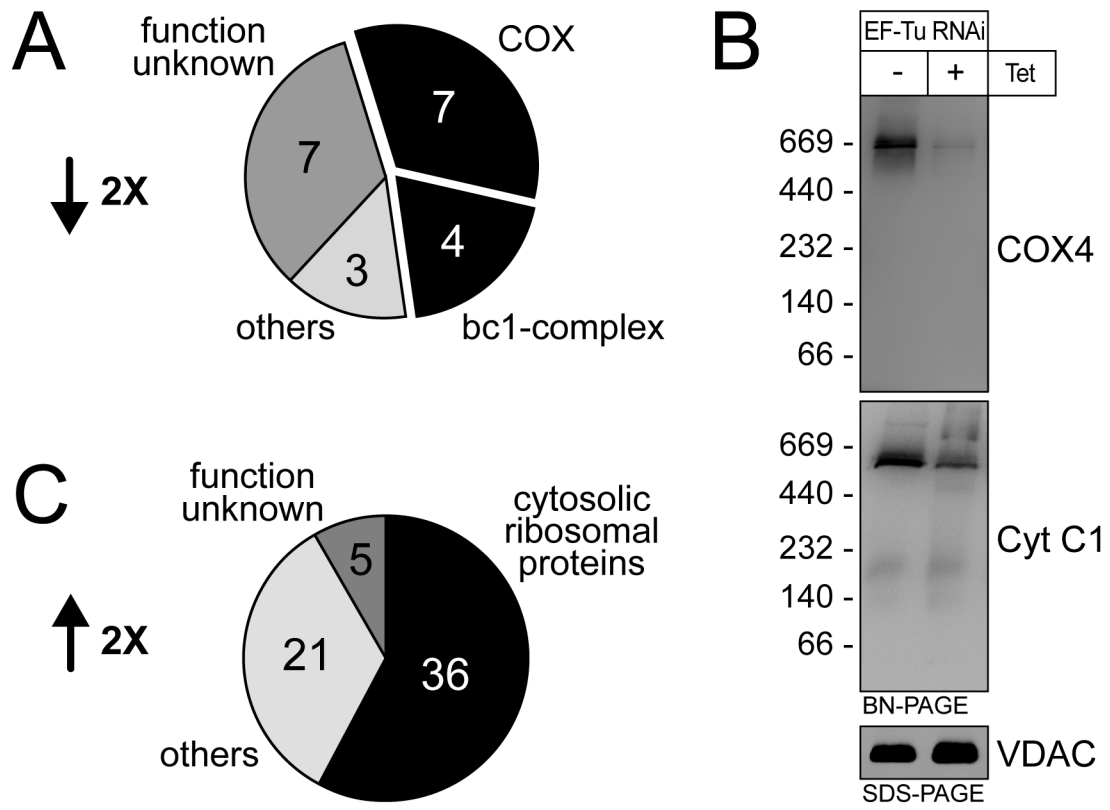 A
function
unknown
COX
7
7
4
3
2X
others
bc1-complex
B
EF-Tu RNAi
- + Tet
669 -
440 -
232 -
140 -
66 -
COX4
669 -
440 -
232 -
140 -
66 -
Cyt C1
BN-PAGE
VDAC
SDS-PAGE
C
function
unknown
cytosolic
ribosomal
proteins
5
21
36
2X
others